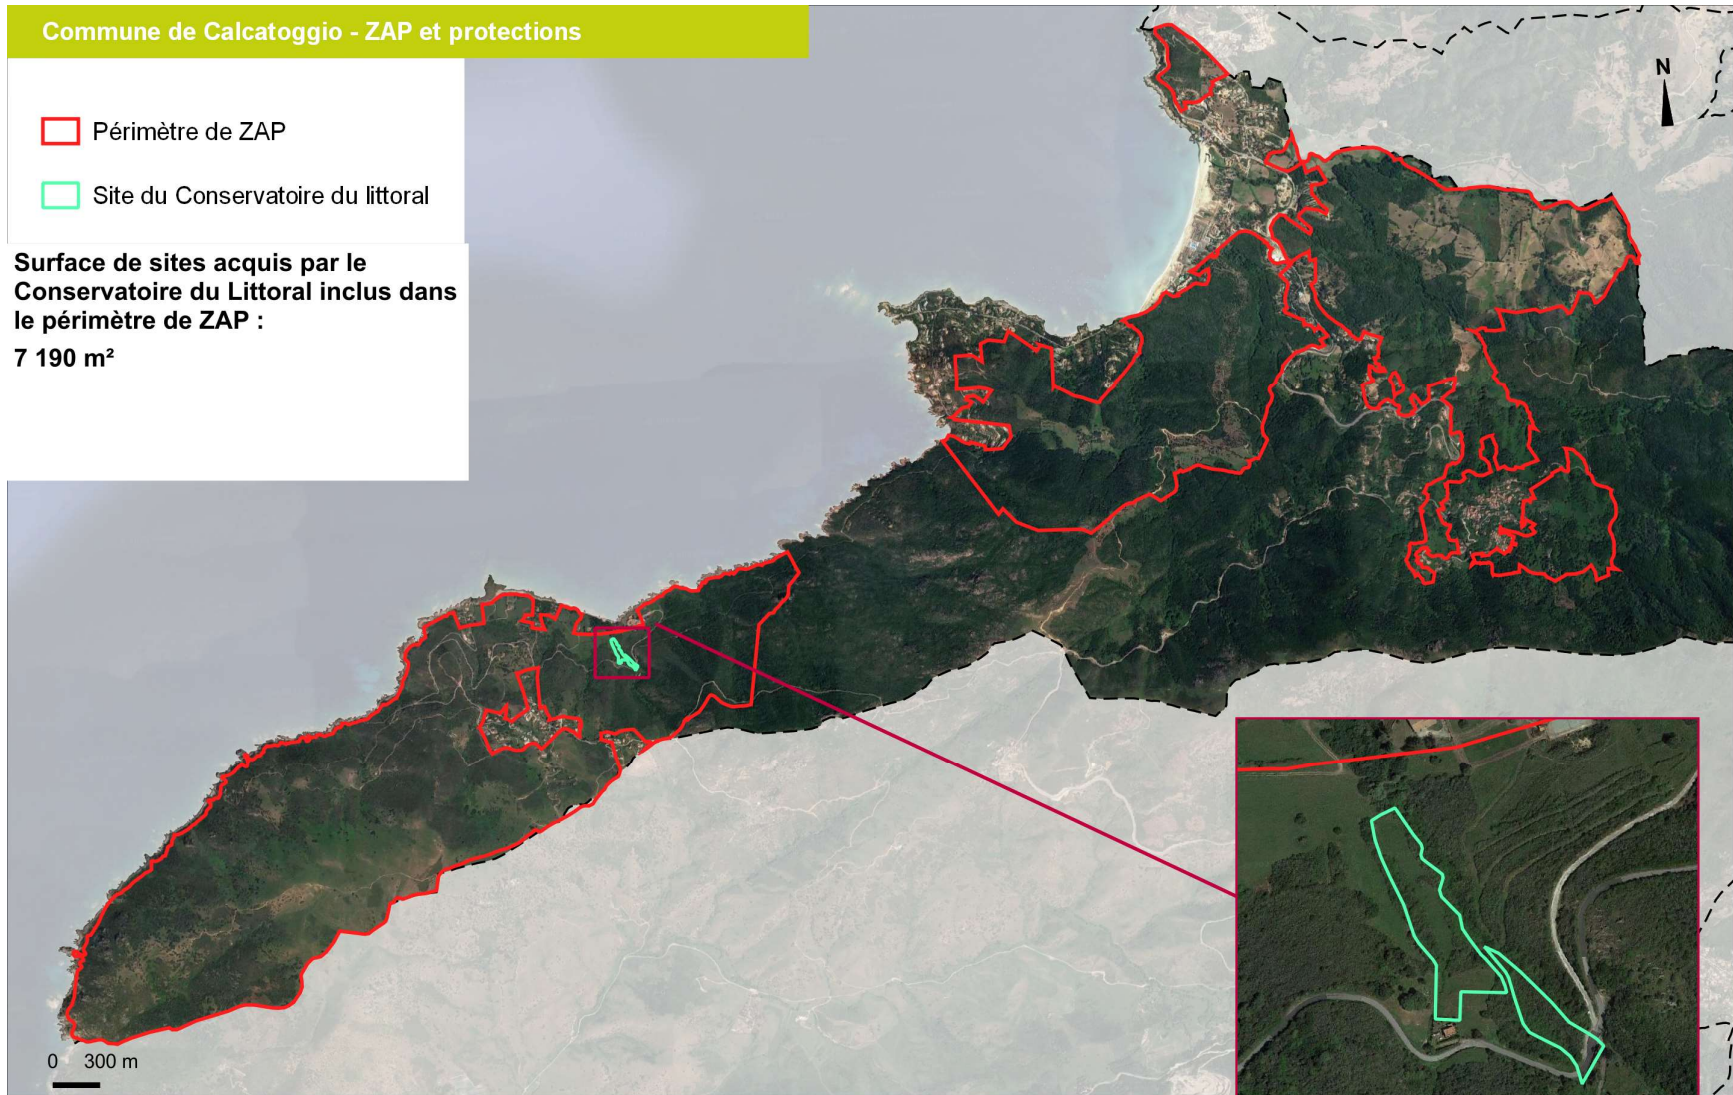 Commune de Calcatoggio - ZAP et protections
Périmètre de ZAP
Site du Conservatoire du littoral
Surface de sites acquis par le
Conservatoire du Littoral inclus dans
le périmètre de ZAP :
7 190 m²
N
0 300 m